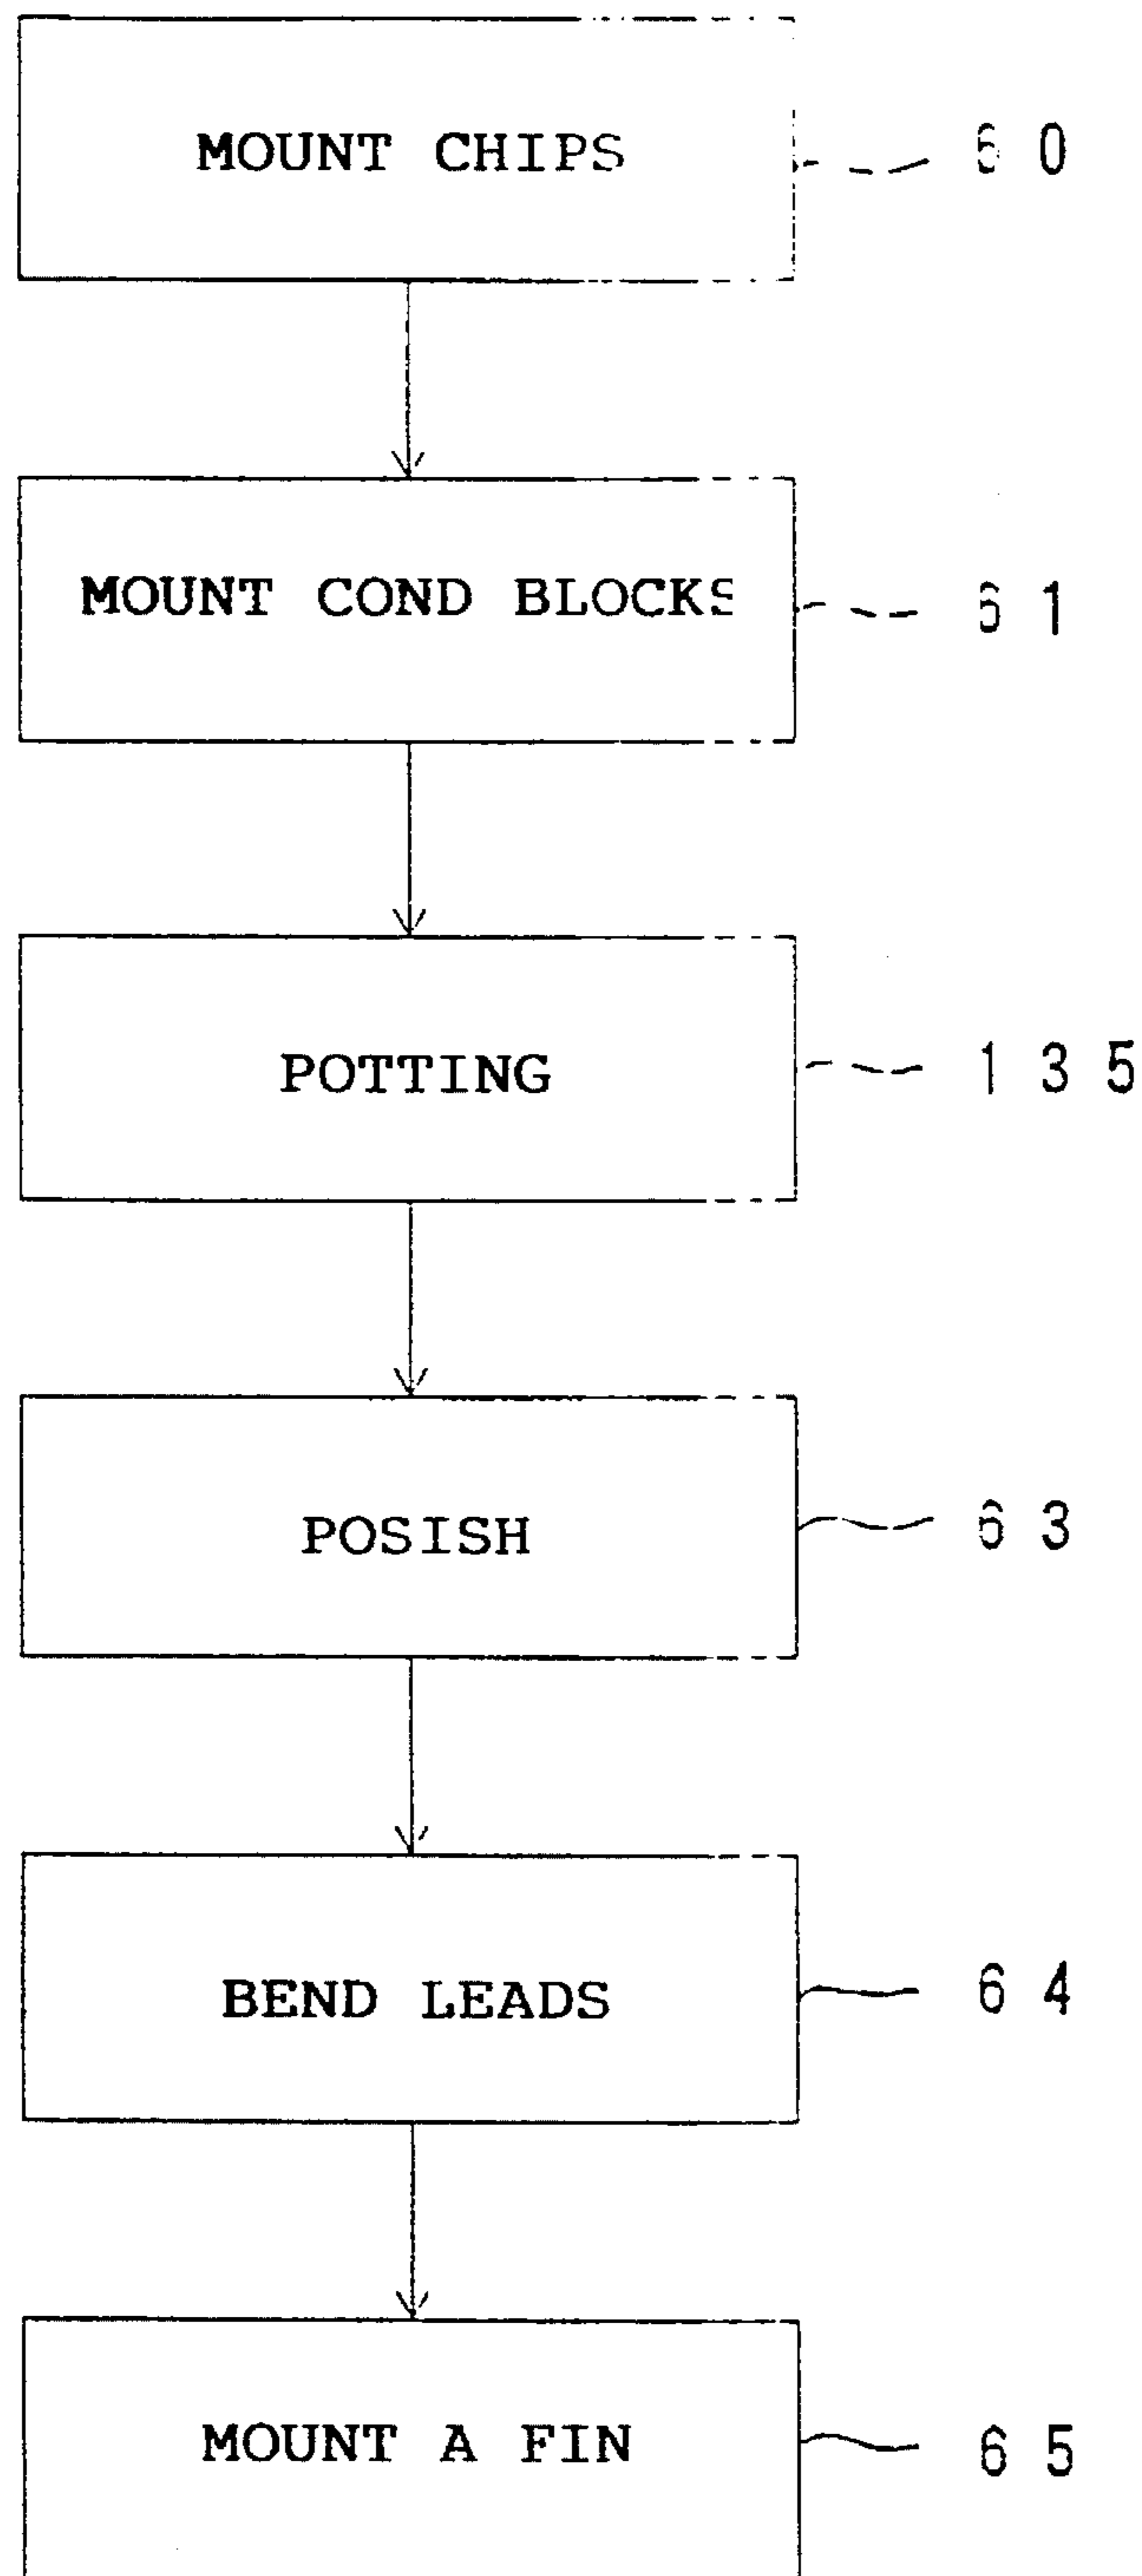 MOUNT CHIPS
60
MOUNT COND BLOCKS
61
POTTING
135
POSISH
63
BEND LEADS
64
MOUNT A FIN
65